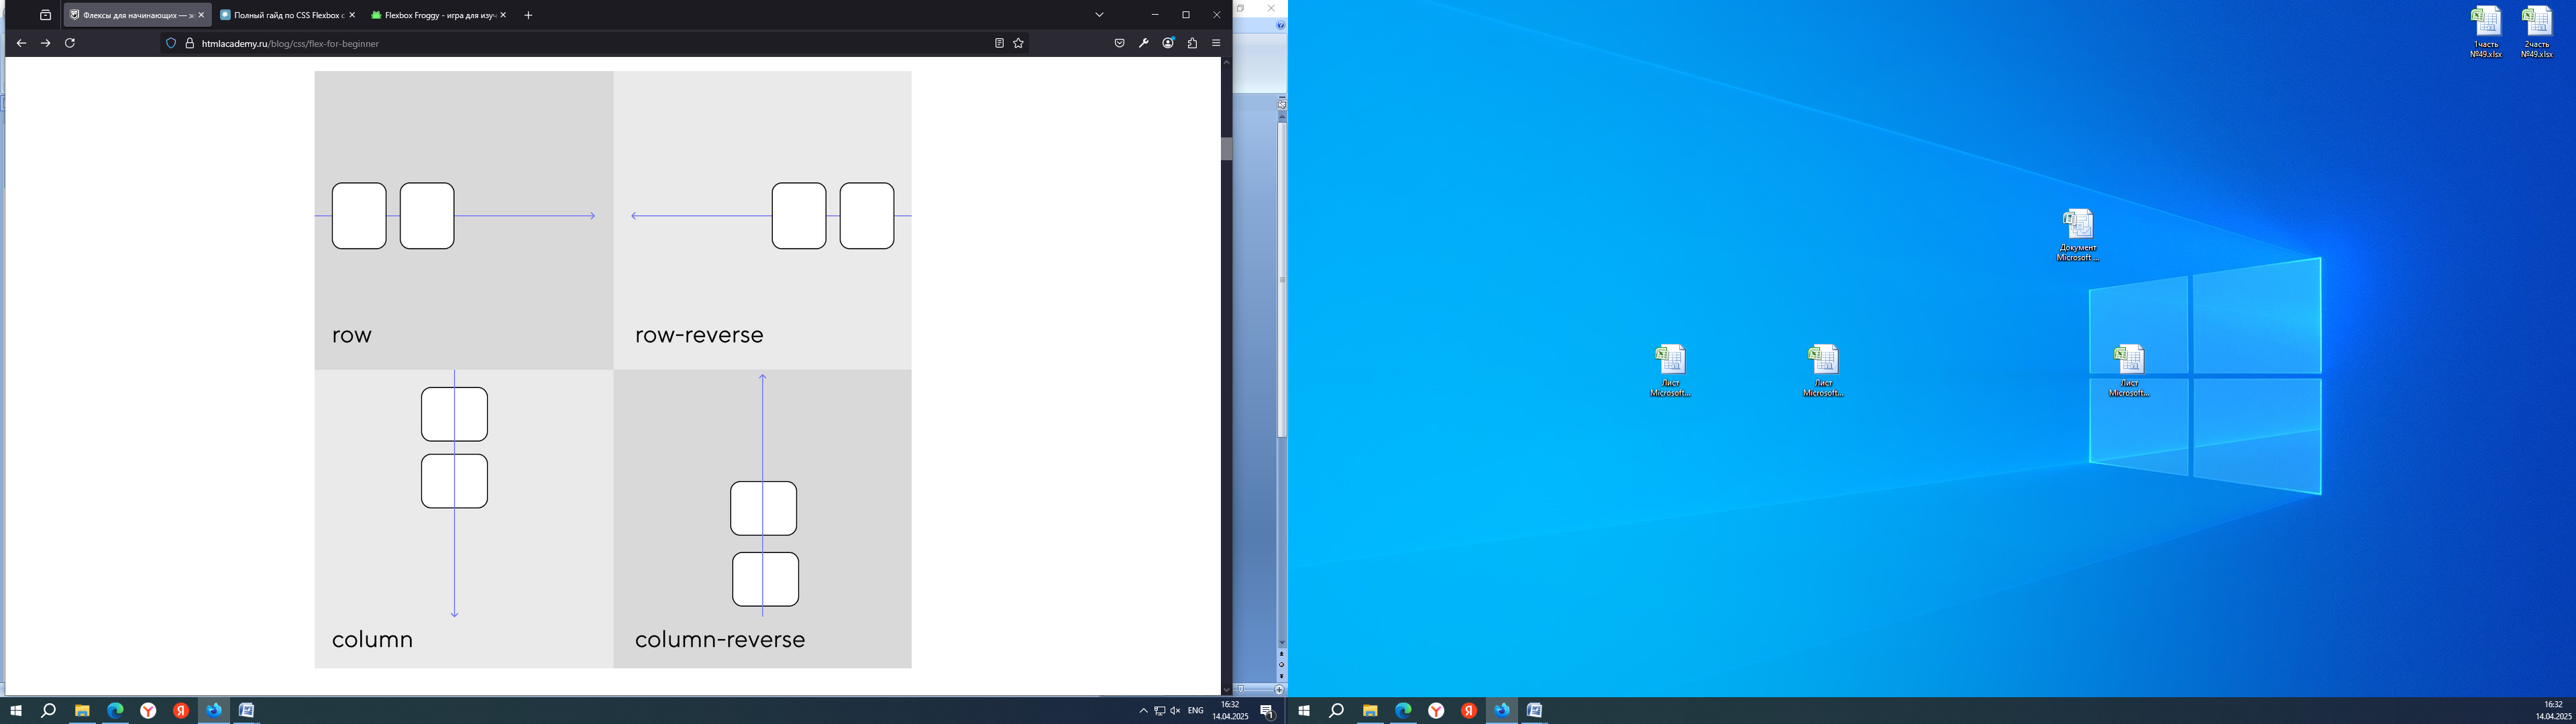 Флексы для начинающих — э
Полный гайд по CSS Flexbox с
Flexbox Froggy - игра для изуч
htmlacademy.ru/blog/css/flex-for-beginner
row
row-reverse
column
column-reverse
1часть
№49.xlsx
2часть
№49.xlsx
Документ
Microsoft ...
Лист
Microsoft...
Лист
Microsoft...
Лист
Microsoft...
ENG
16:32
14.04.2025
1
16:32
14.04.2025